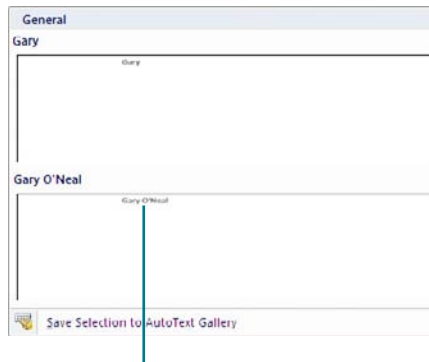 General
Gary
Gary
Gary O'Neal
Gary O'Neal
Save Selection to AutoText Gallery